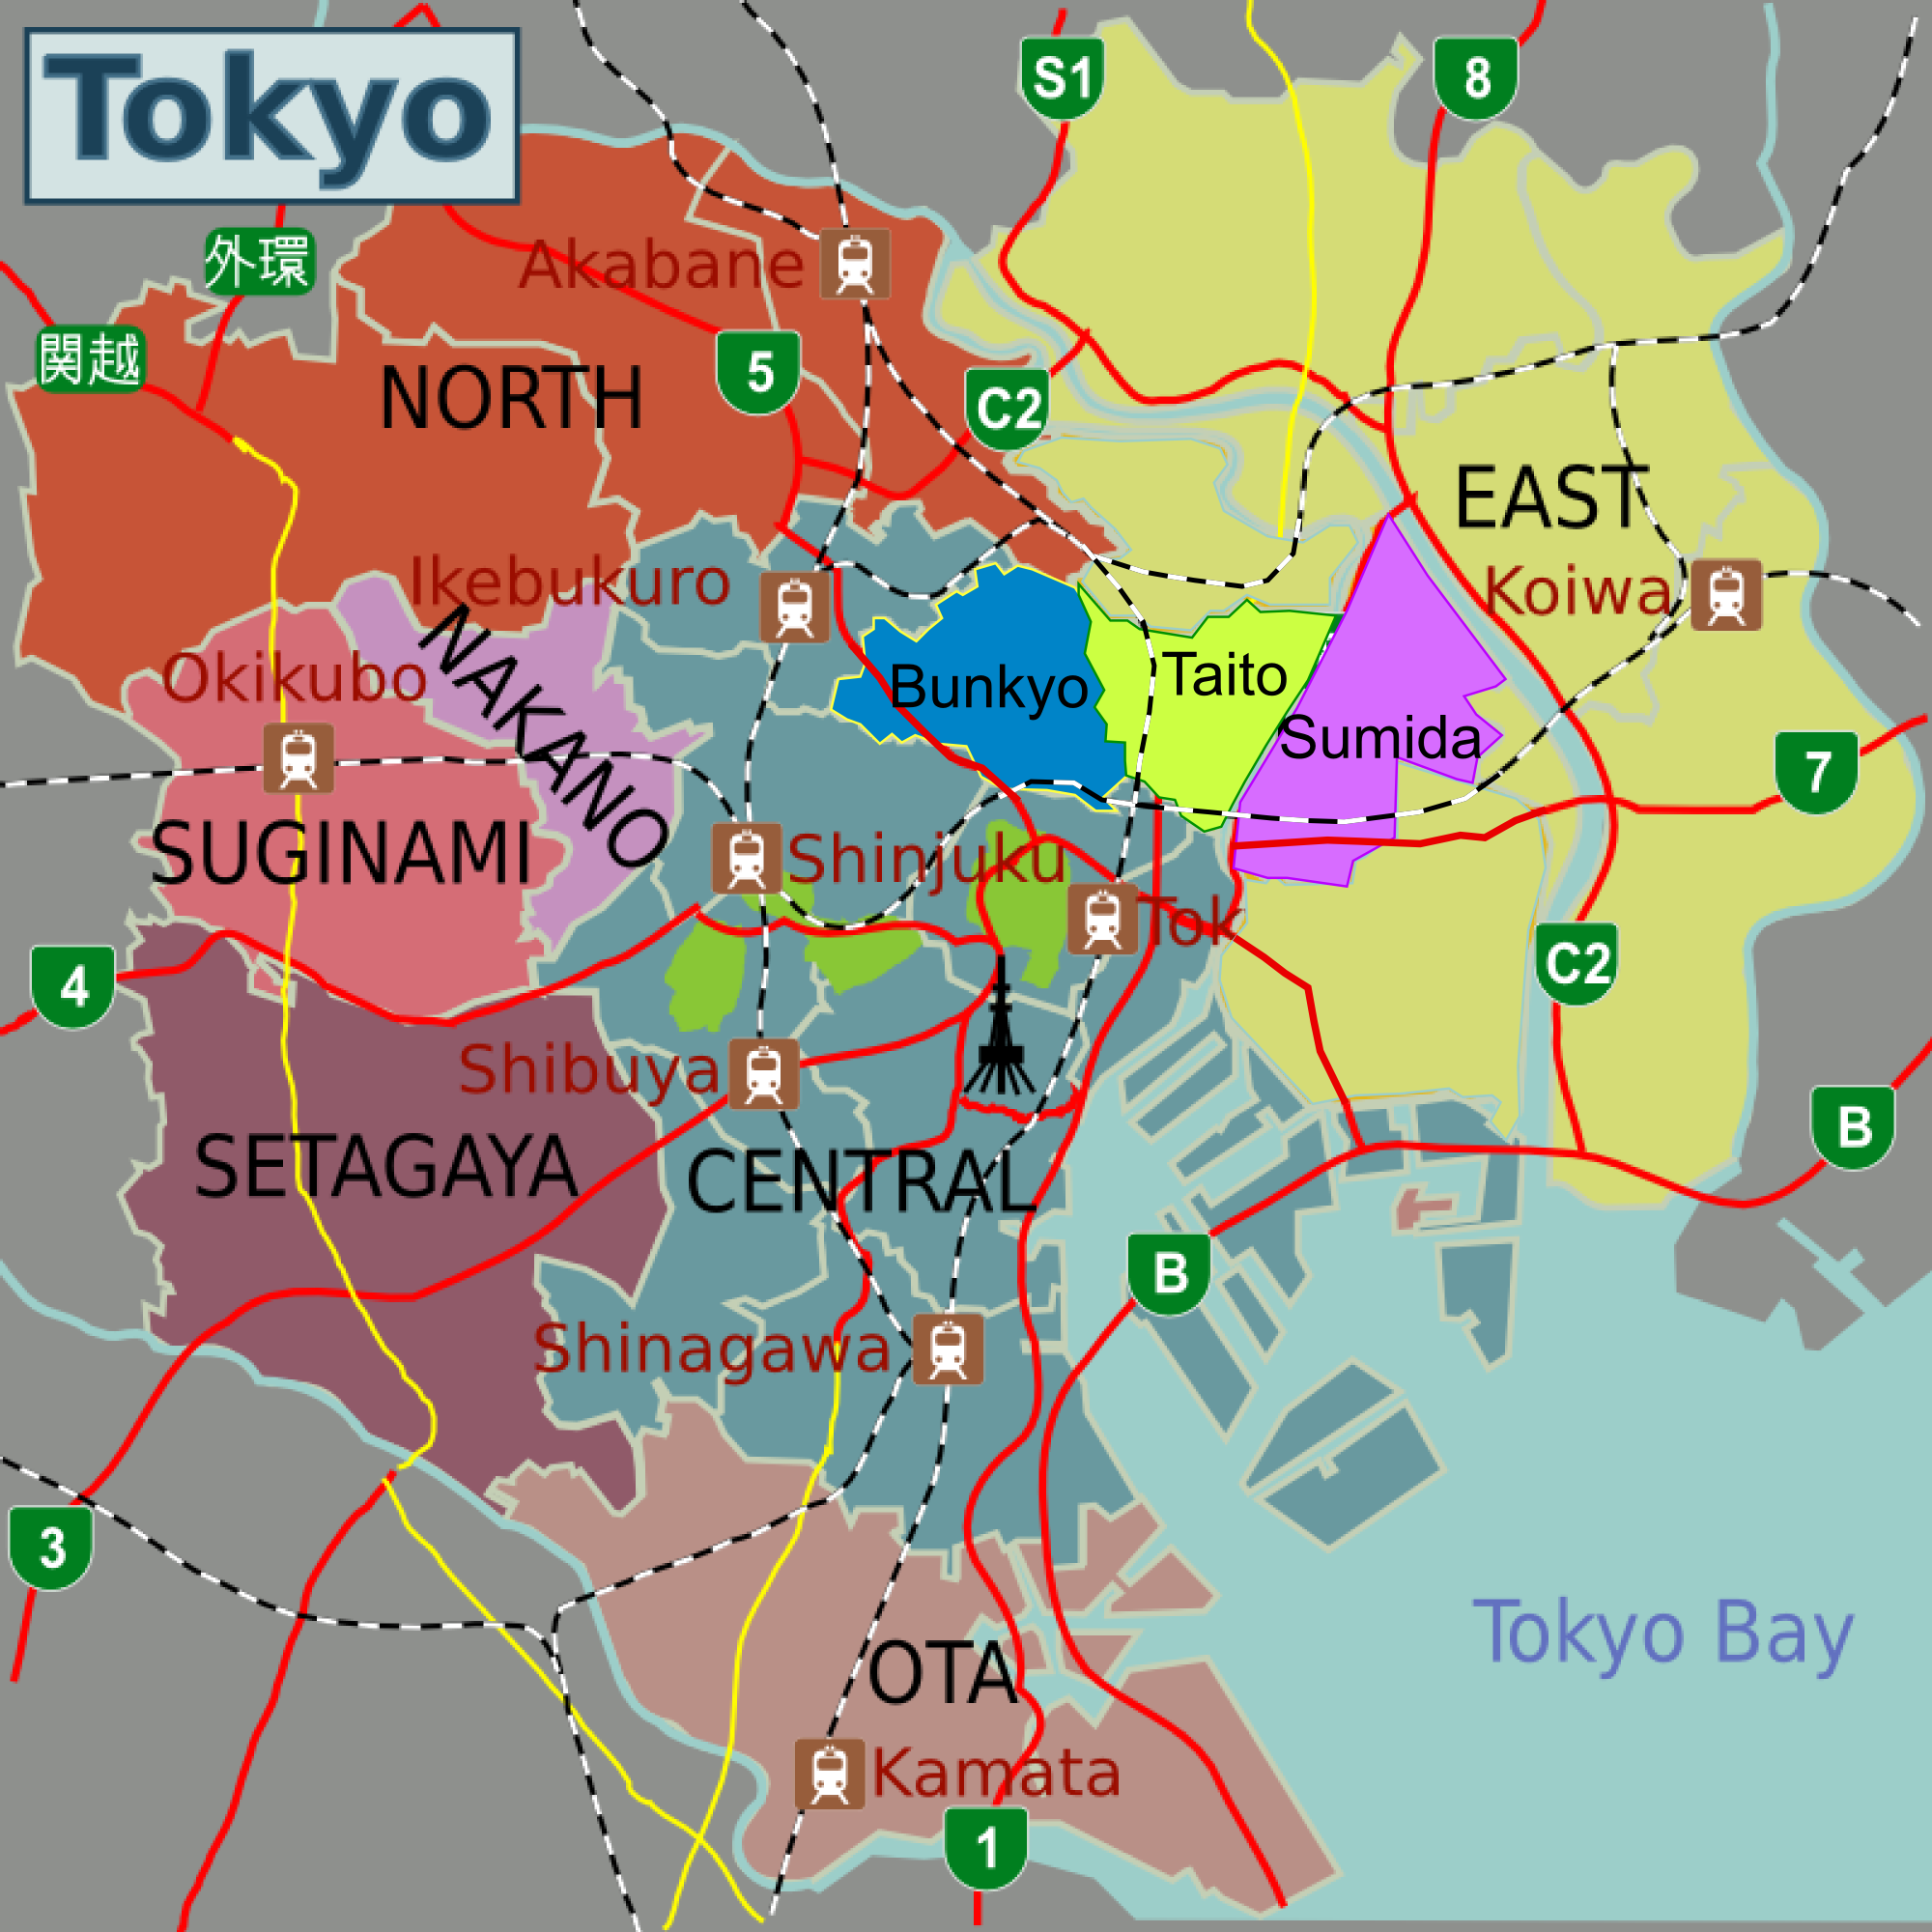 Tokyo
S1
8
外環
Akabane
関越
5
NORTH
C2
EAST
Ikebukuro
Koiwa
NAKANO
Okikubo
Bunkyo
Taito
Sumida
7
SUGINAMI
Shinjuku
Tok
4
C2
Shibuya
B
SETAGAYA
CENTRAL
B
Shinagawa
3
Tokyo Bay
OTA
Kamata
1